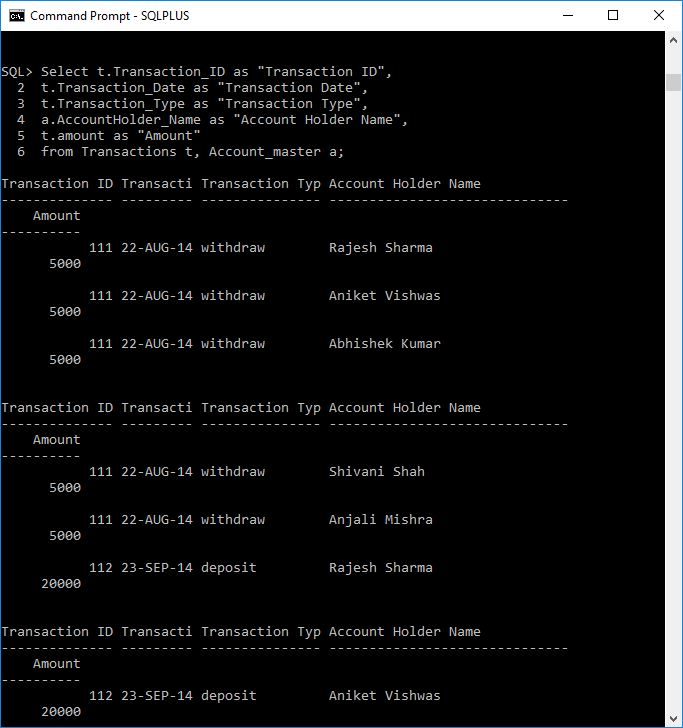 Command Prompt - SQLPLUS
SQL> Select t.Transaction_ID as "Transaction ID",
  2  t.Transaction_Date as "Transaction Date",
  3  t.Transaction_Type as "Transaction Type",
  4  a.AccountHolder_Name as "Account Holder Name",
  5  t.amount as "Amount"
  6  from Transactions t, Account_master a;
Transaction ID Transacti Transaction Typ Account Holder Name
-------------- --------- --------------- ------------------------------
    Amount
----------
           111 22-AUG-14 withdraw        Rajesh Sharma
      5000
           111 22-AUG-14 withdraw        Aniket Vishwas
      5000
           111 22-AUG-14 withdraw        Abhishek Kumar
      5000
Transaction ID Transacti Transaction Typ Account Holder Name
-------------- --------- --------------- ------------------------------
    Amount
----------
           111 22-AUG-14 withdraw        Shivani Shah
      5000
           111 22-AUG-14 withdraw        Anjali Mishra
      5000
           112 23-SEP-14 deposit         Rajesh Sharma
     20000
Transaction ID Transacti Transaction Typ Account Holder Name
-------------- --------- --------------- ------------------------------
    Amount
----------
           112 23-SEP-14 deposit         Aniket Vishwas
     20000